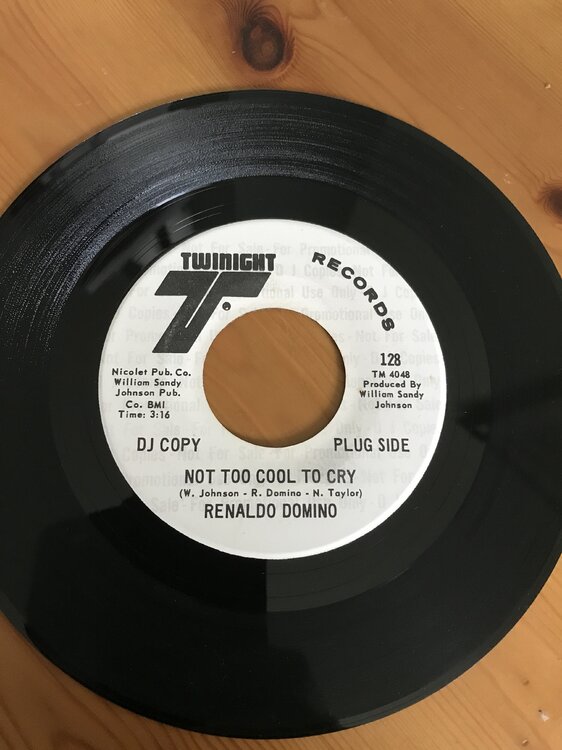 TWINIGHT
T
RECORDS
Nicolet Pub. Co.
William Sandy
Johnson Pub.
Co. BMI
Time: 3:16
128
TM 4048
Produced By
William Sandy
Johnson
DJ COPY
PLUG SIDE
NOT TOO COOL TO CRY
(W. Johnson - R. Domino - N. Taylor)
RENALDO DOMINO